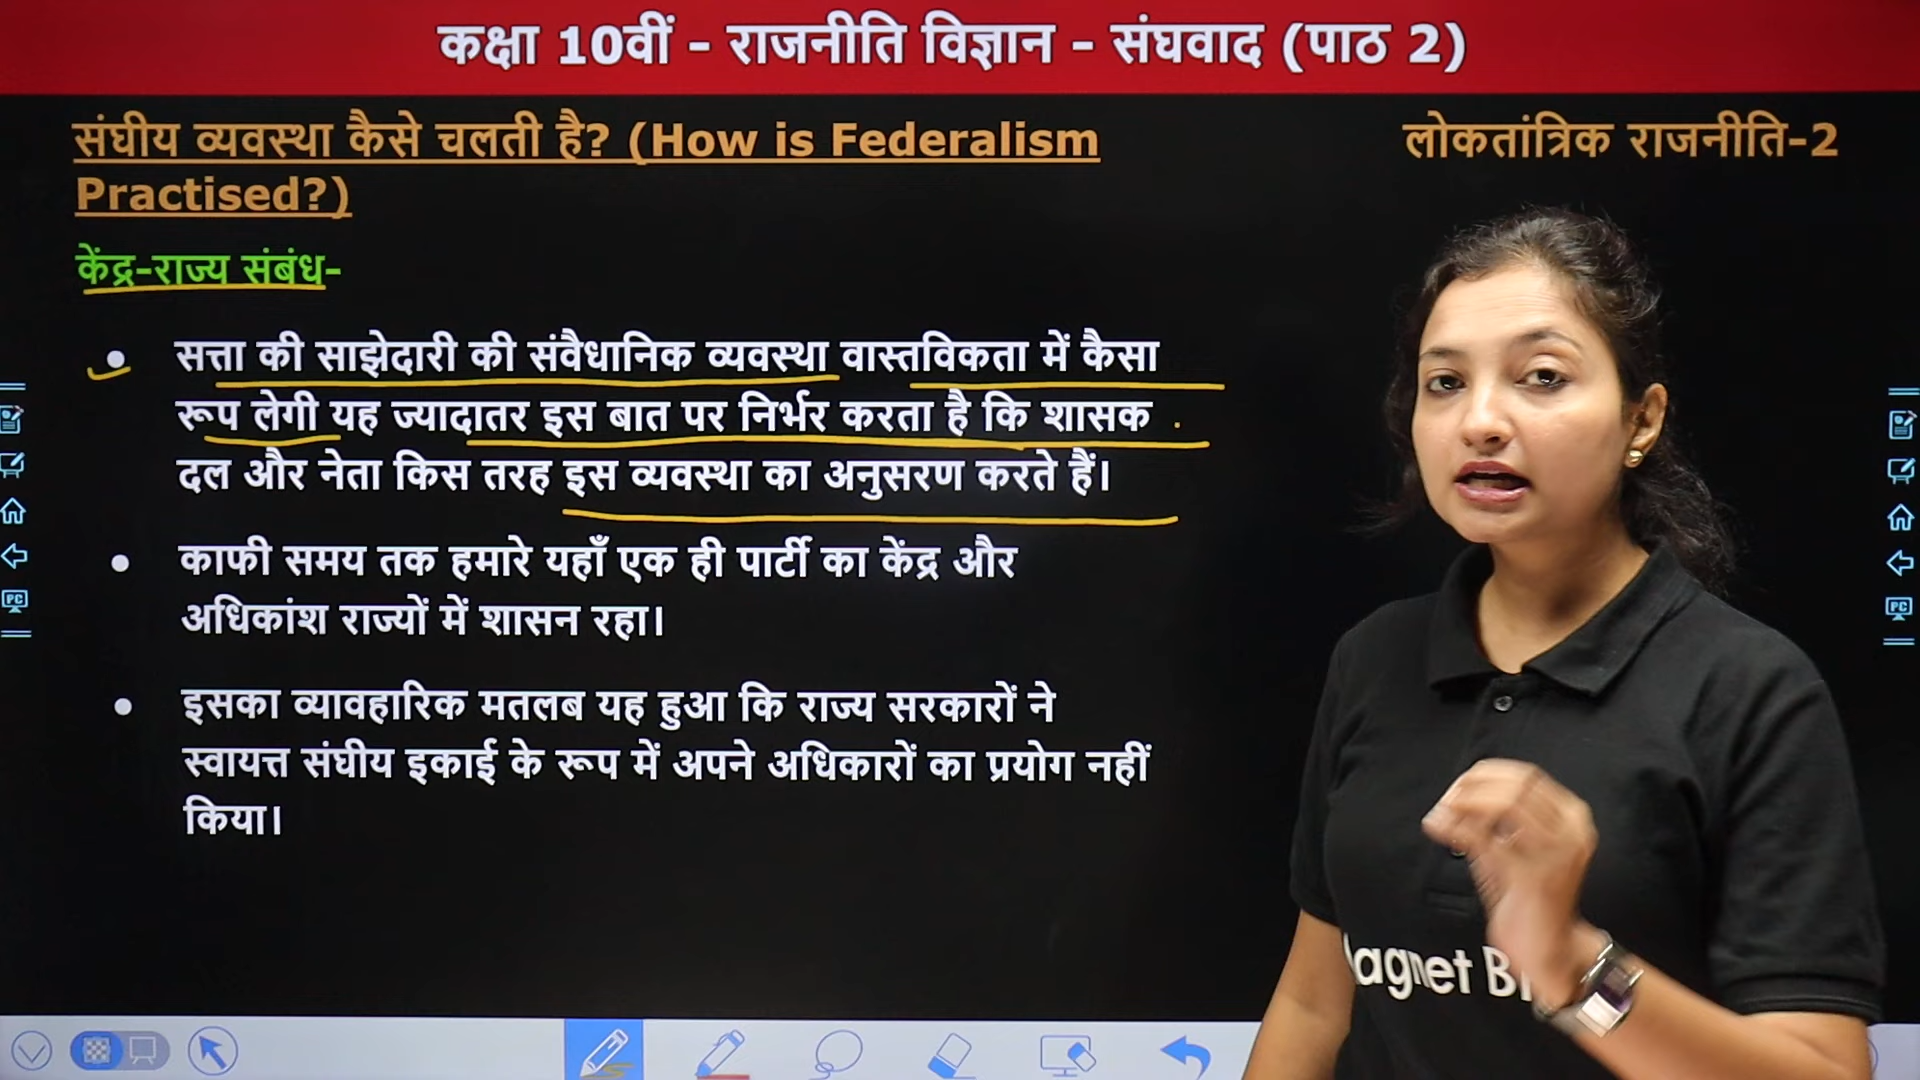 कक्षा 10वीं - राजनीति विज्ञान - संघवाद (पाठ 2)
संघीय व्यवस्था कैसे चलती है? (How is Federalism
Practised?)
लोकतांत्रिक राजनीति-2
केंद्र-राज्य संबंध-
• सत्ता की साझेदारी की संवैधानिक व्यवस्था वास्तविकता में कैसा
रूप लेगी यह ज्यादातर इस बात पर निर्भर करता है कि शासक
दल और नेता किस तरह इस व्यवस्था का अनुसरण करते हैं।
• काफी समय तक हमारे यहाँ एक ही पार्टी का केंद्र और
अधिकांश राज्यों में शासन रहा।
• इसका व्यावहारिक मतलब यह हुआ कि राज्य सरकारों ने
स्वायत्त संघीय इकाई के रूप में अपने अधिकारों का प्रयोग नहीं
किया।
PC
PC